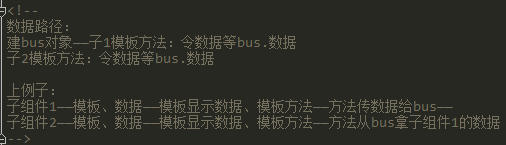 <!--
数据路径：
建bus对象——子1模板方法：令数据等bus.数据
子2模板方法：令数据等bus.数据

上例子：
子组件1——模板、数据——模板显示数据、模板方法——方法传数据给bus——
子组件2——模板、数据——模板显示数据、模板方法——方法从bus拿子组件1的数据
-->